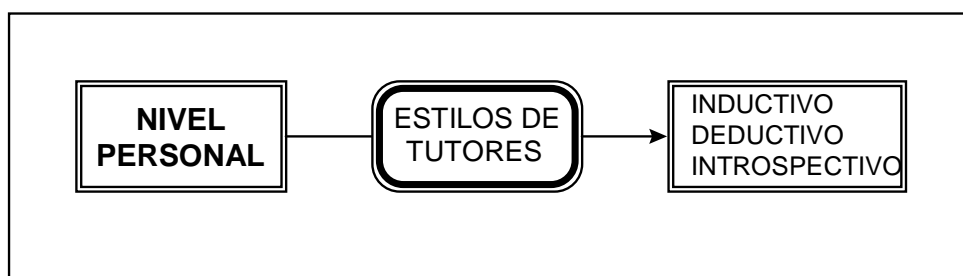 NIVEL
PERSONAL
ESTILOS DE
TUTORES
INDUCTIVO
DEDUCTIVO
INTROSPECTIVO